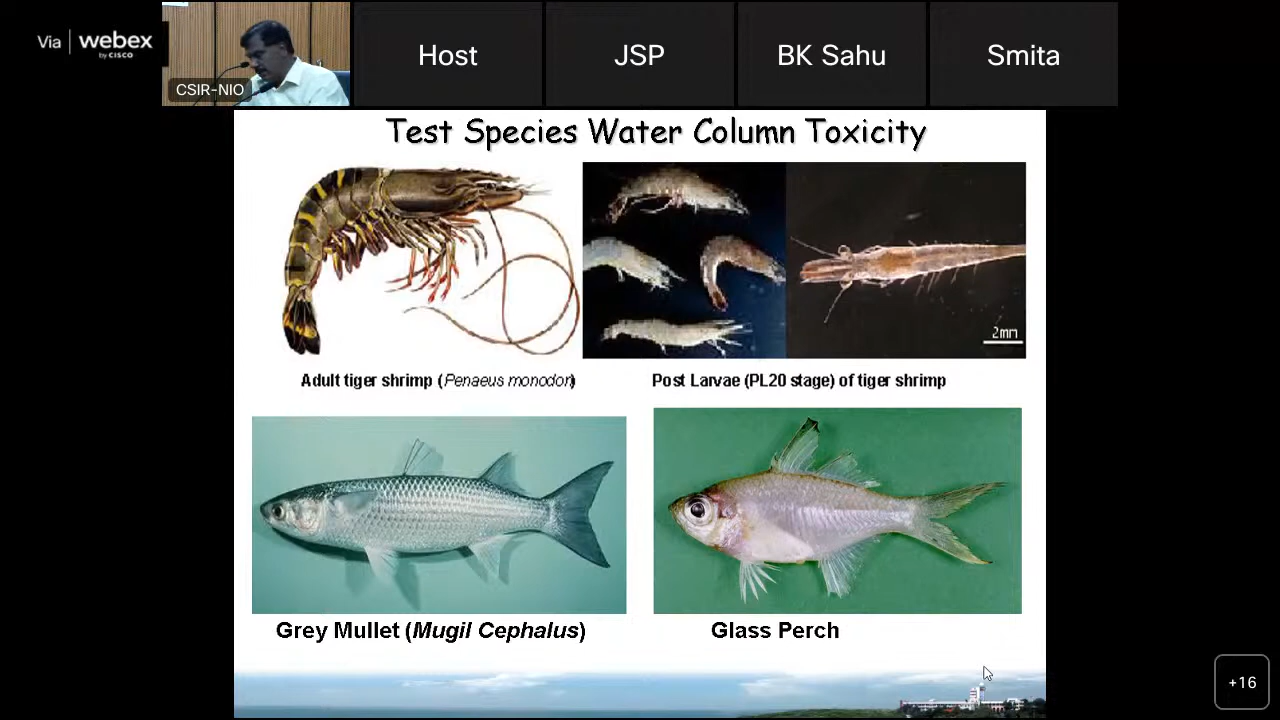 Via webex
by CISCO
CSIR-NIO
Host
JSP
BK Sahu
Smita
Test Species Water Column Toxicity
2mm
Adult tiger shrimp (Penaeus monodon)
Post Larvae (PL20 stage) of tiger shrimp
Grey Mullet (Mugil Cephalus)
Glass Perch
+16